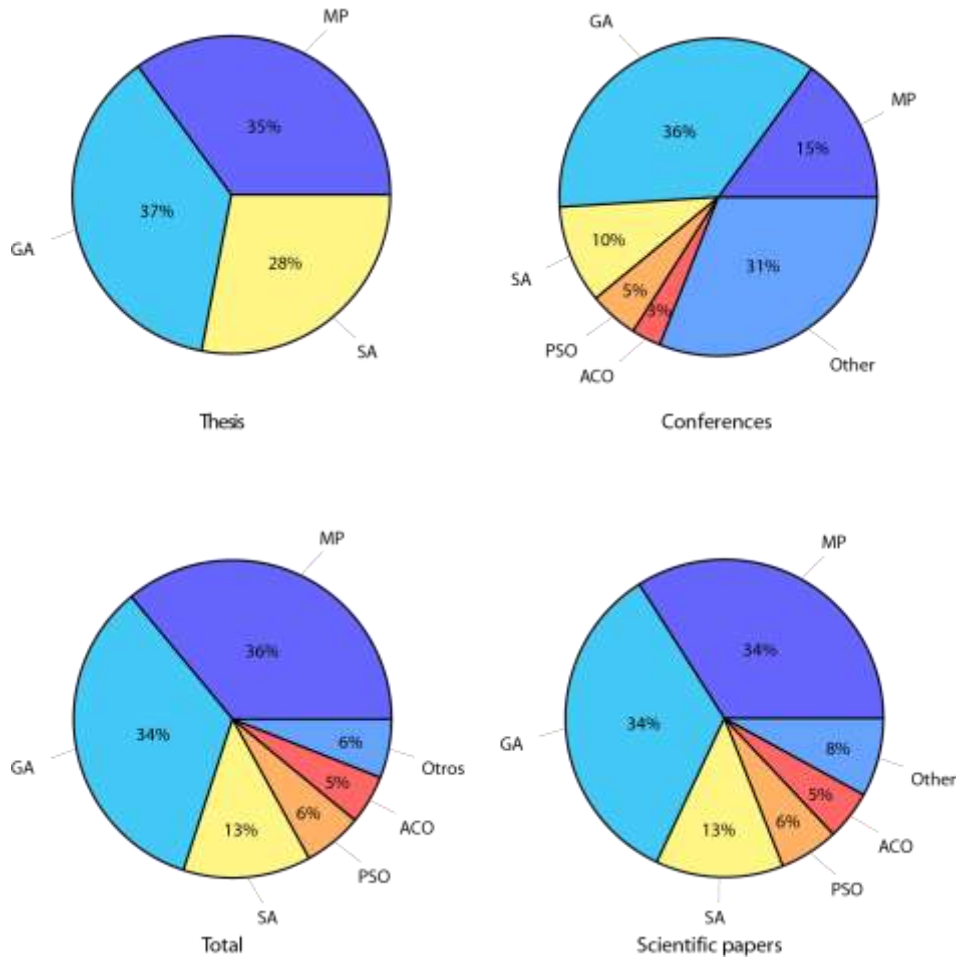 MP
35%
37%
GA
28%
SA
Thesis
GA
36%
MP
15%
10%
SA
5%
3%
31%
PSO
ACO
Other
Conferences
MP
36%
34%
GA
6%
Otros
5%
6%
13%
ACO
PSO
SA
Total
MP
34%
34%
GA
8%
Other
5%
6%
13%
ACO
PSO
SA
Scientific papers